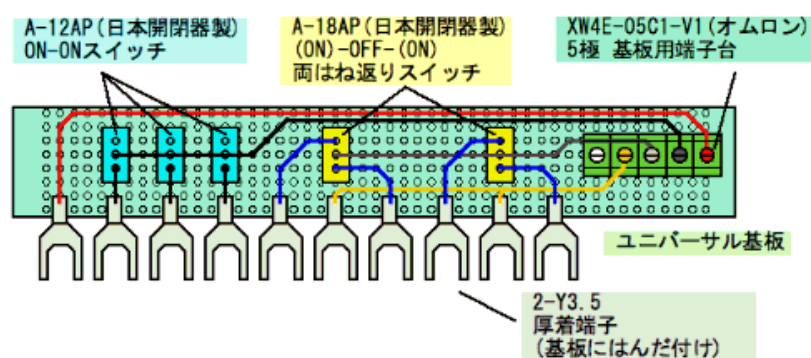 A-12AP(日本開閉器製)
ON-ONスイッチ
A-18AP(日本開閉器製)
(ON)-OFF-(ON)
両はね返りスイッチ
XW4E-05C1-V1(オムロン)
5極 基板用端子台
ユニバーサル基板
2-Y3.5
厚着端子
(基板にはんだ付け)